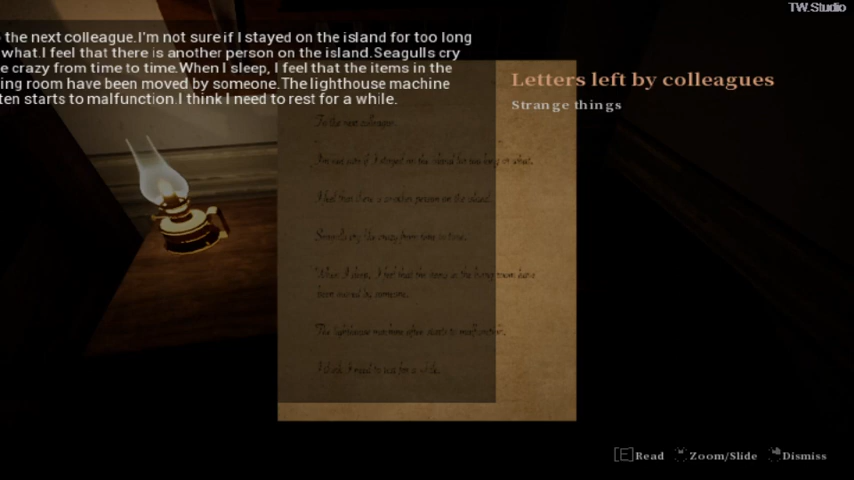 TW.Studio
the next colleague.I'm not sure if I stayed on the island for too long
what.I feel that there is another person on the island.Seagulls cry
e crazy from time to time.When I sleep, I feel that the items in the
ing room have been moved by someone.The lighthouse machine
ten starts to malfunction.I think I need to rest for a while.
Letters left by colleagues
Strange things
To the next colleague.
I'm not sure if I stayed on the island for too long or what.
I feel that there is another person on the island.
Seagulls cry like crazy from time to time.
When I sleep, I feel that the items in the living room have
been moved by someone.
The lighthouse machine often starts to malfunction.
I think I need to rest for a while.
[E]Read Zoom/Slide Dismiss